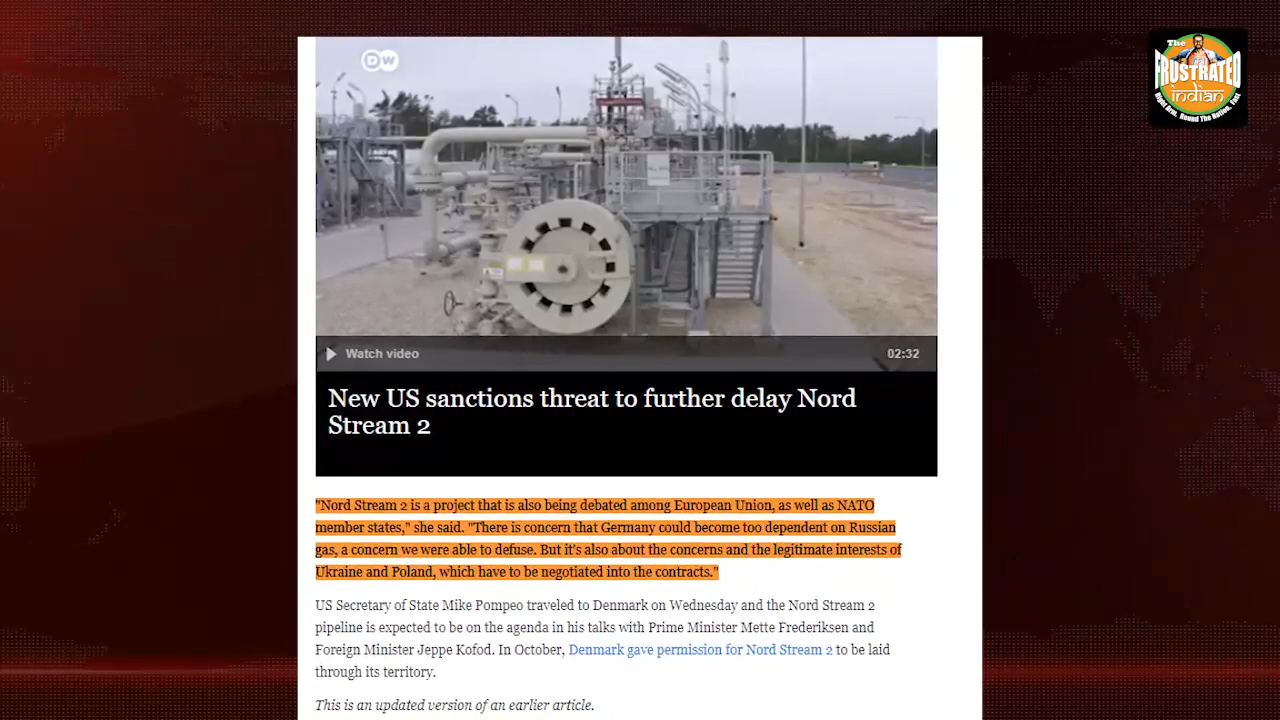 DW
The
FRUSTRATED
indian
Right Arm. Round The Nation. Fast
Watch video
02:32
New US sanctions threat to further delay Nord
Stream 2
"Nord Stream 2 is a project that is also being debated among European Union, as well as NATO
member states," she said. "There is concern that Germany could become too dependent on Russian
gas, a concern we were able to defuse. But it's also about the concerns and the legitimate interests of
Ukraine and Poland, which have to be negotiated into the contracts."
US Secretary of State Mike Pompeo traveled to Denmark on Wednesday and the Nord Stream 2
pipeline is expected to be on the agenda in his talks with Prime Minister Mette Frederiksen and
Foreign Minister Jeppe Kofod. In October, Denmark gave permission for Nord Stream 2 to be laid
through its territory.
This is an updated version of an earlier article.